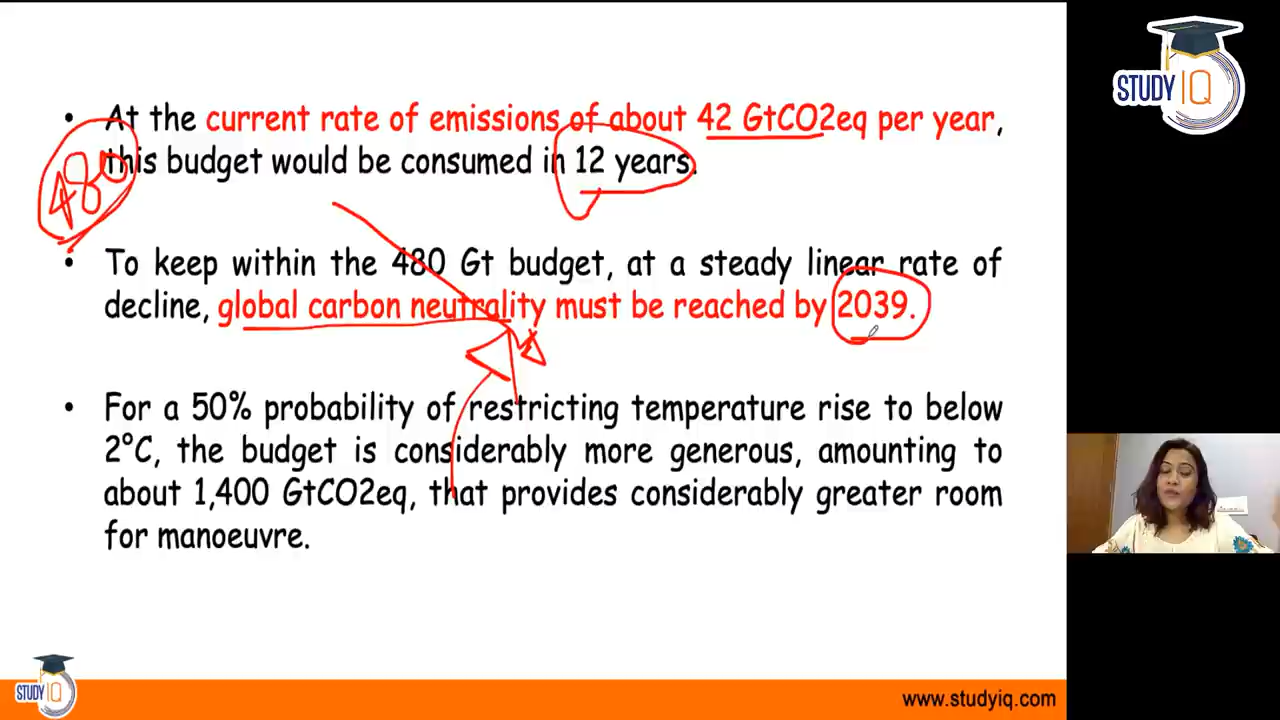 STUDY IQ
• At the current rate of emissions of about 42 GtCO2eq per year,
this budget would be consumed in 12 years.
480
• To keep within the 480 Gt budget, at a steady linear rate of
decline, global carbon neutrality must be reached by 2039.
• For a 50% probability of restricting temperature rise to below
2°C, the budget is considerably more generous, amounting to
about 1,400 GtCO2eq, that provides considerably greater room
for manoeuvre.
STUDY IQ
www.studyiq.com